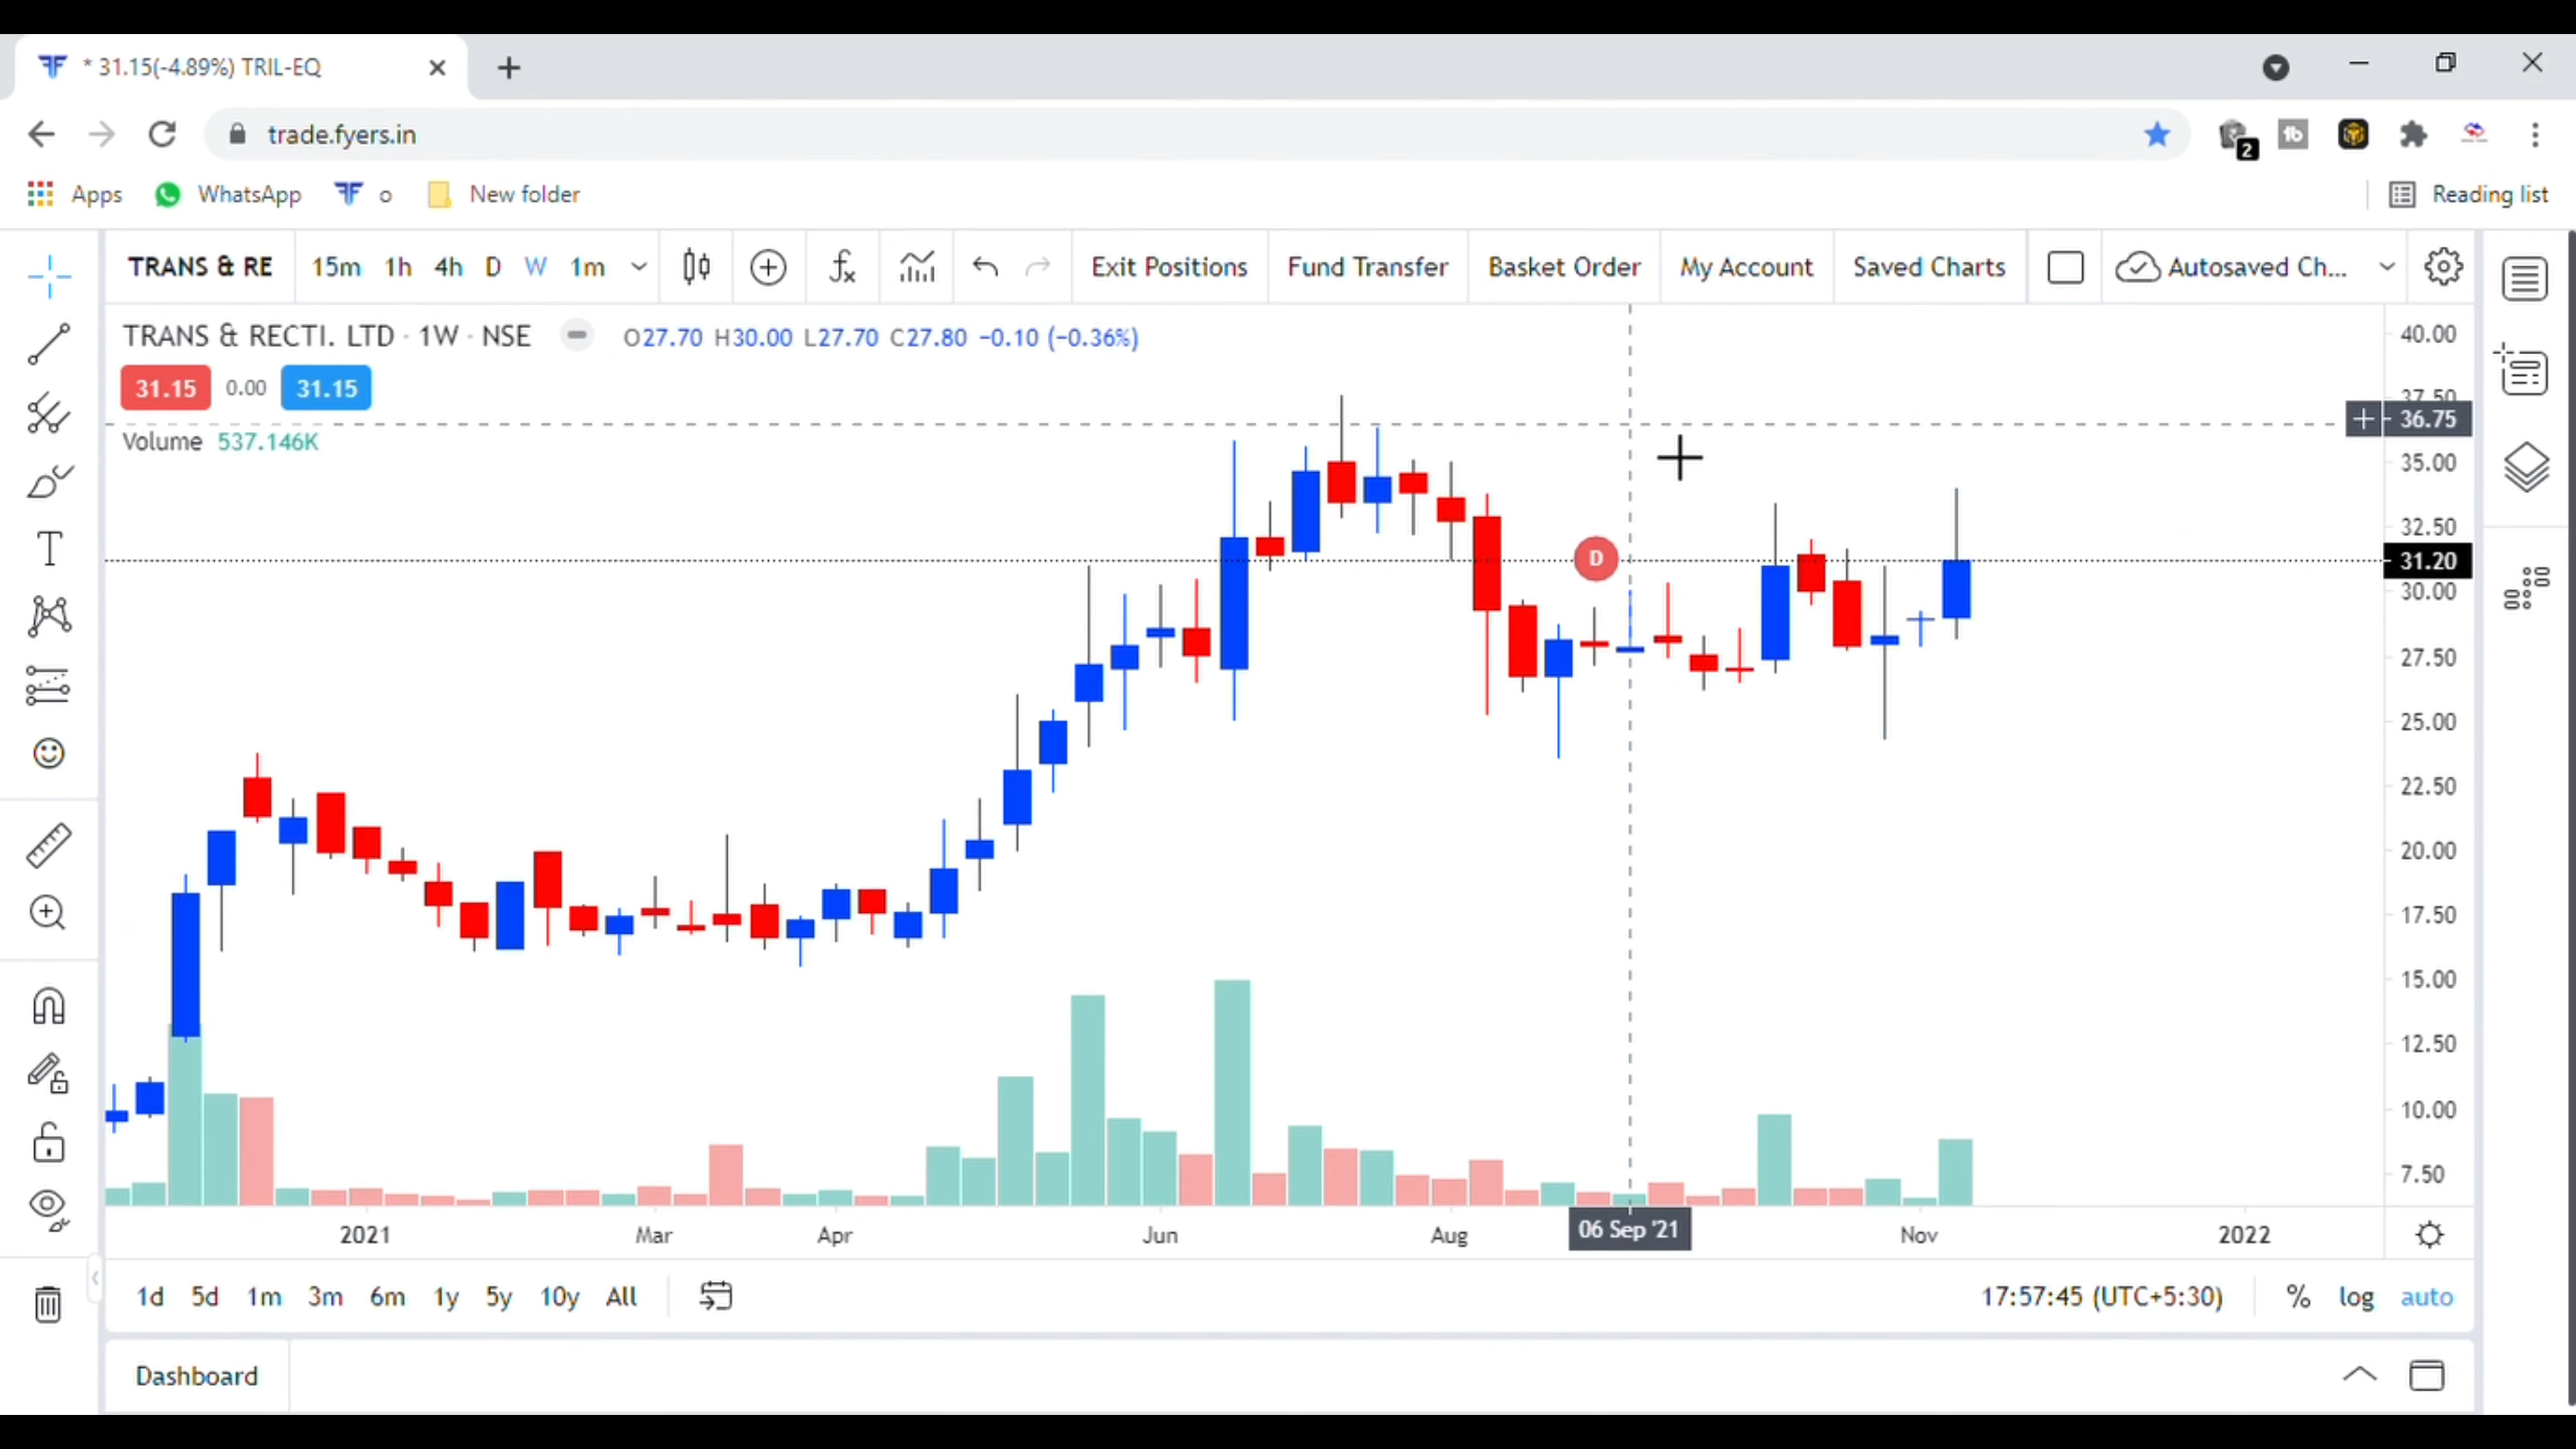 * 31.15(-4.89%) TRIL-EQ
trade.fyers.in
2
Apps WhatsApp o New folder Reading list
TRANS & RE 15m 1h 4h D W 1m Exit Positions Fund Transfer Basket Order My Account Saved Charts Autosaved Ch...
TRANS & RECTI. LTD · 1W · NSE O27.70 H30.00 L27.70 C27.80 −0.10 (−0.36%)
31.15 0.00 31.15
Volume 537.146K
40.00
37.50
36.75
35.00
32.50
D
31.20
30.00
27.50
25.00
22.50
20.00
17.50
15.00
12.50
10.00
7.50
2021 Mar Apr Jun Aug 06 Sep '21 Nov 2022
1d 5d 1m 3m 6m 1y 5y 10y All 17:57:45 (UTC+5:30) % log auto
Dashboard